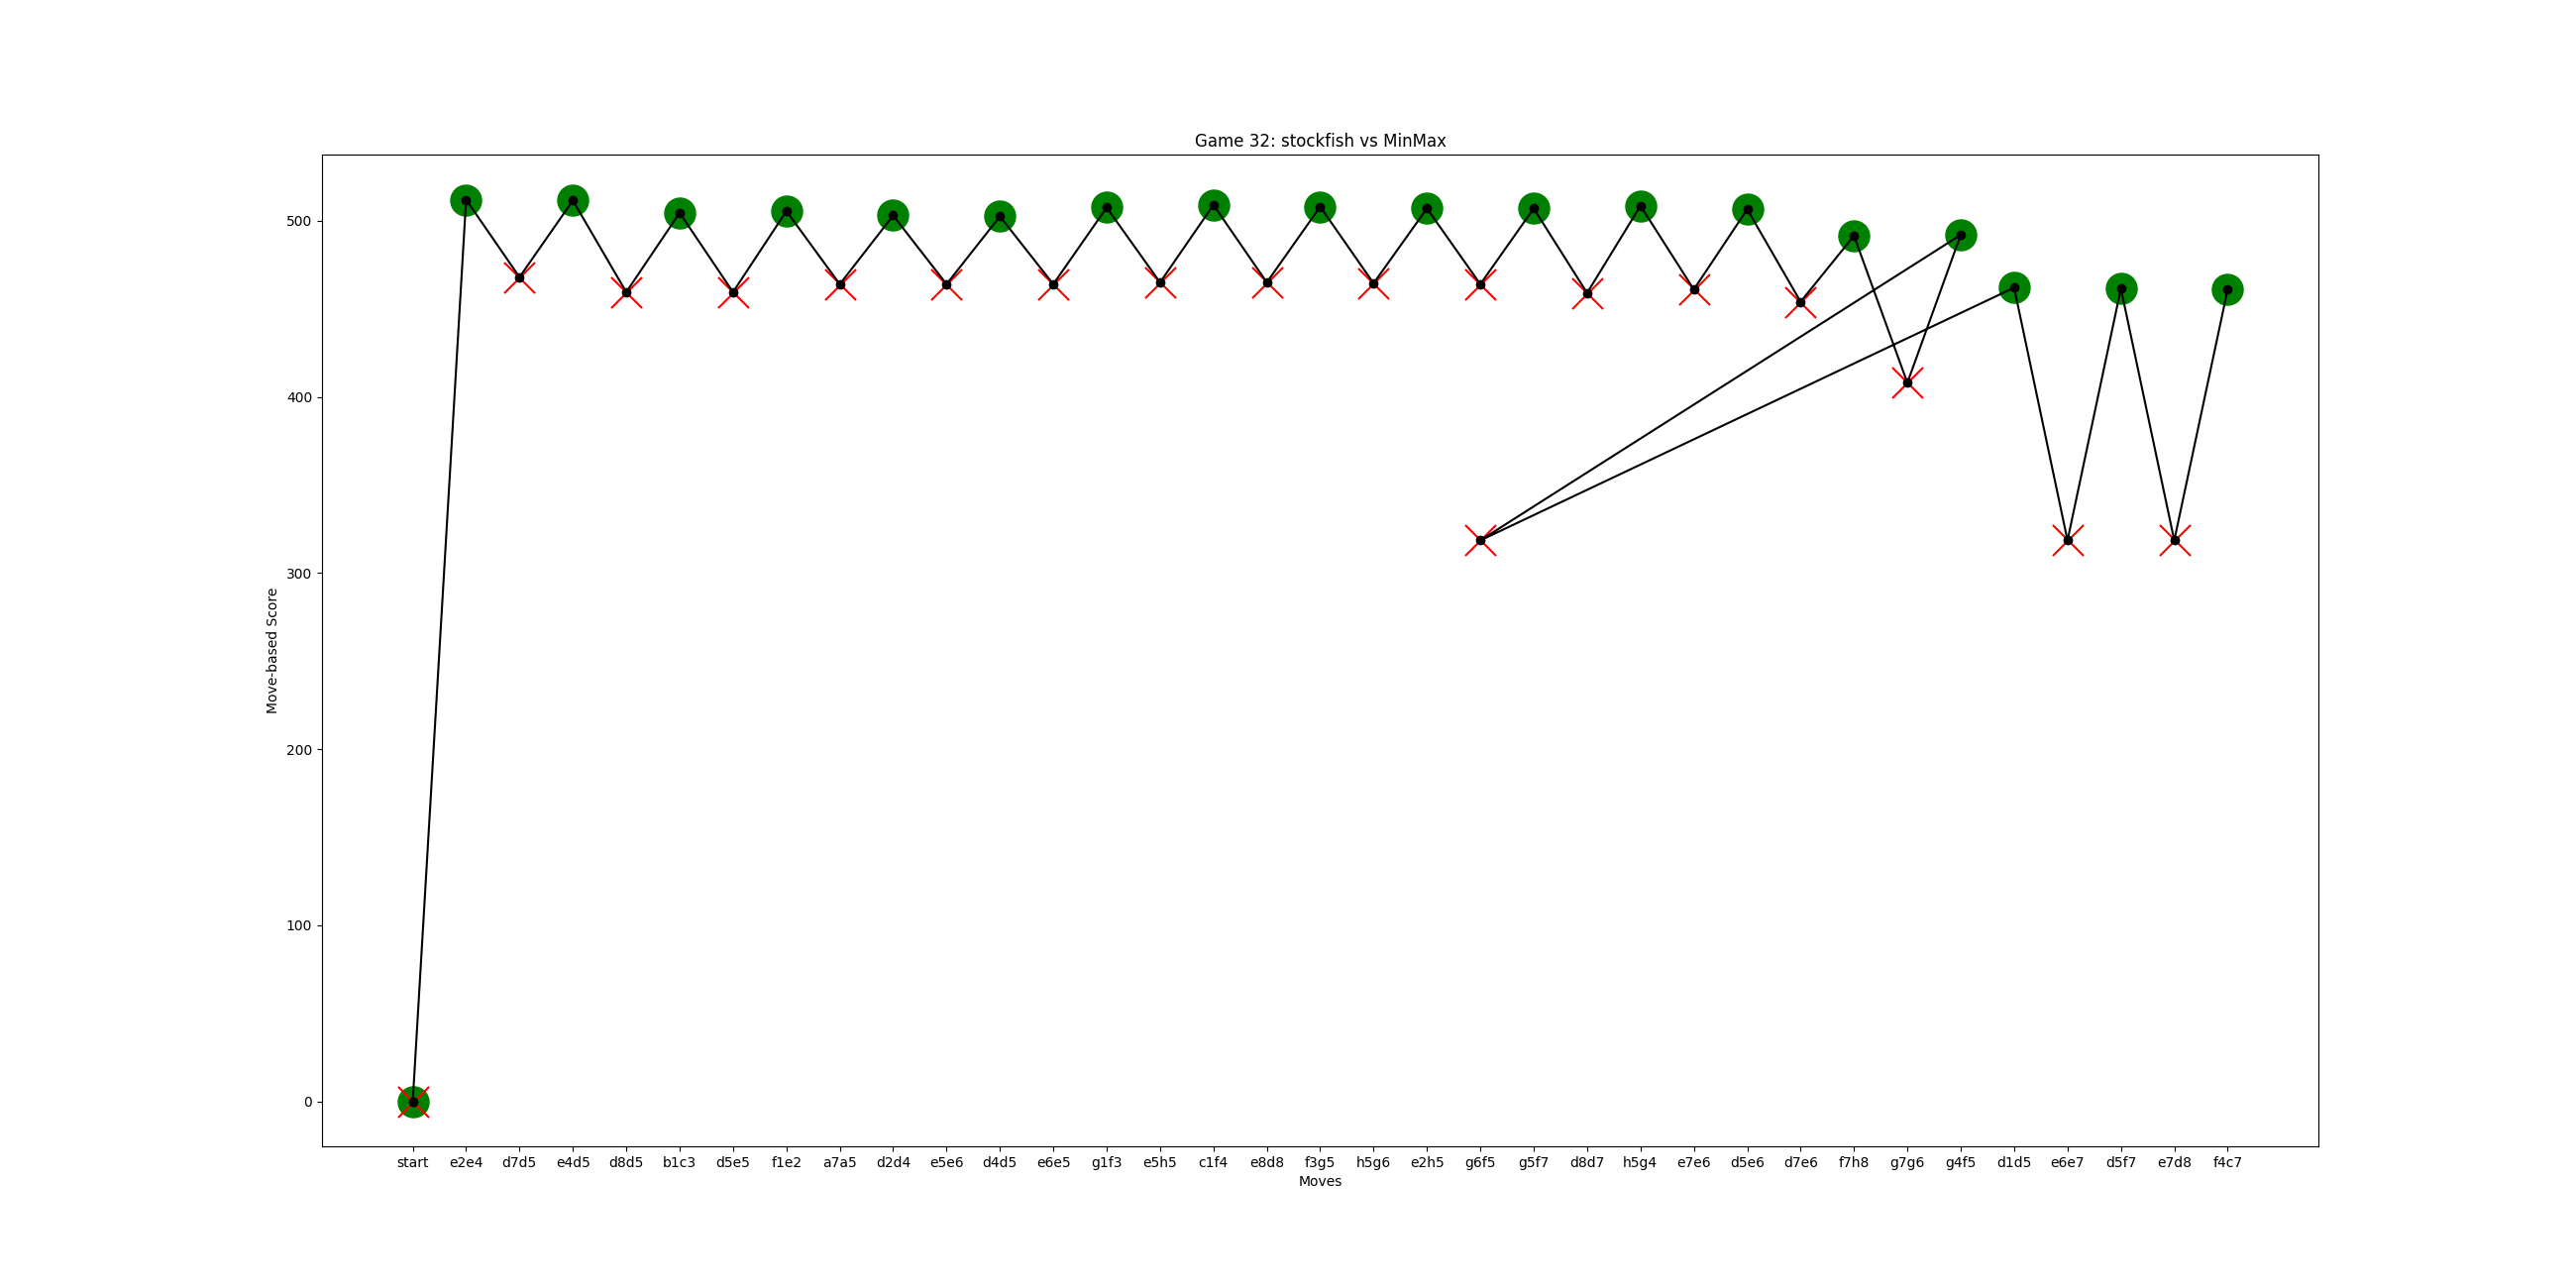 Game 32: stockfish vs MinMax
Move-based Score
500
400
300
200
100
0
start e2e4 d7d5 e4d5 d8d5 b1c3 d5e5 f1e2 a7a5 d2d4 e5e6 d4d5 e6e5 g1f3 e5h5 c1f4 e8d8 f3g5 h5g6 e2h5 g6f5 g5f7 d8d7 h5g4 e7e6 d5e6 d7e6 f7h8 g7g6 g4f5 d1d5 e6e7 d5f7 e7d8 f4c7
Moves